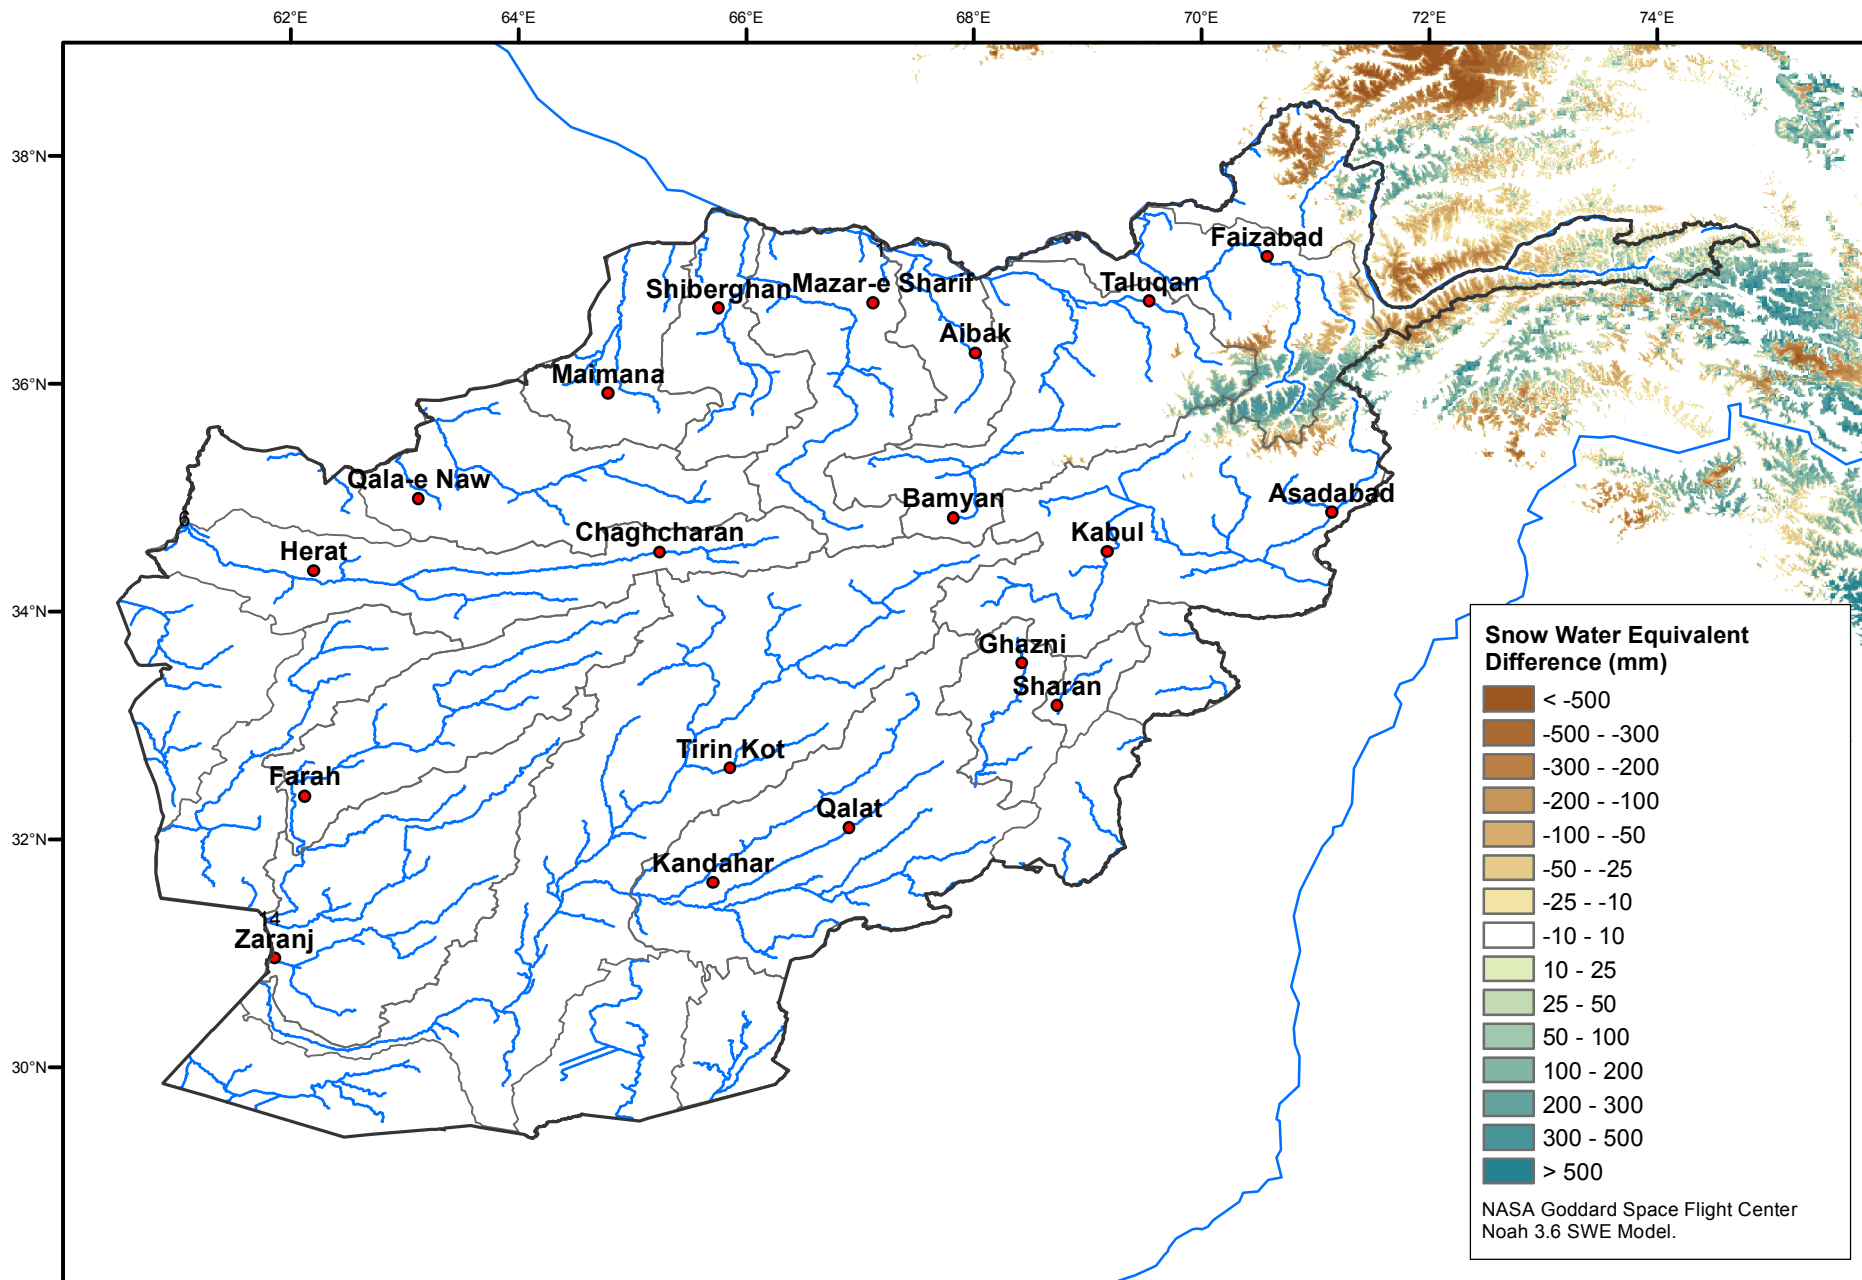 62°E 64°E 66°E 68°E 70°E 72°E 74°E
38°N
36°N
34°N
32°N
30°N
Faizabad
Shiberghan
Mazar-e Sharif
Taluqan
Aibak
Maimana
Qala-e Naw
Bamyan
Asadabad
6
Chaghcharan
Kabul
Herat
Ghazni
Sharan
Tirin Kot
Farah
Qalat
Kandahar
14
Zaranj
Snow Water Equivalent
Difference (mm)
< -500
-500 - -300
-300 - -200
-200 - -100
-100 - -50
-50 - -25
-25 - -10
-10 - 10
10 - 25
25 - 50
50 - 100
100 - 200
200 - 300
300 - 500
> 500
NASA Goddard Space Flight Center
Noah 3.6 SWE Model.